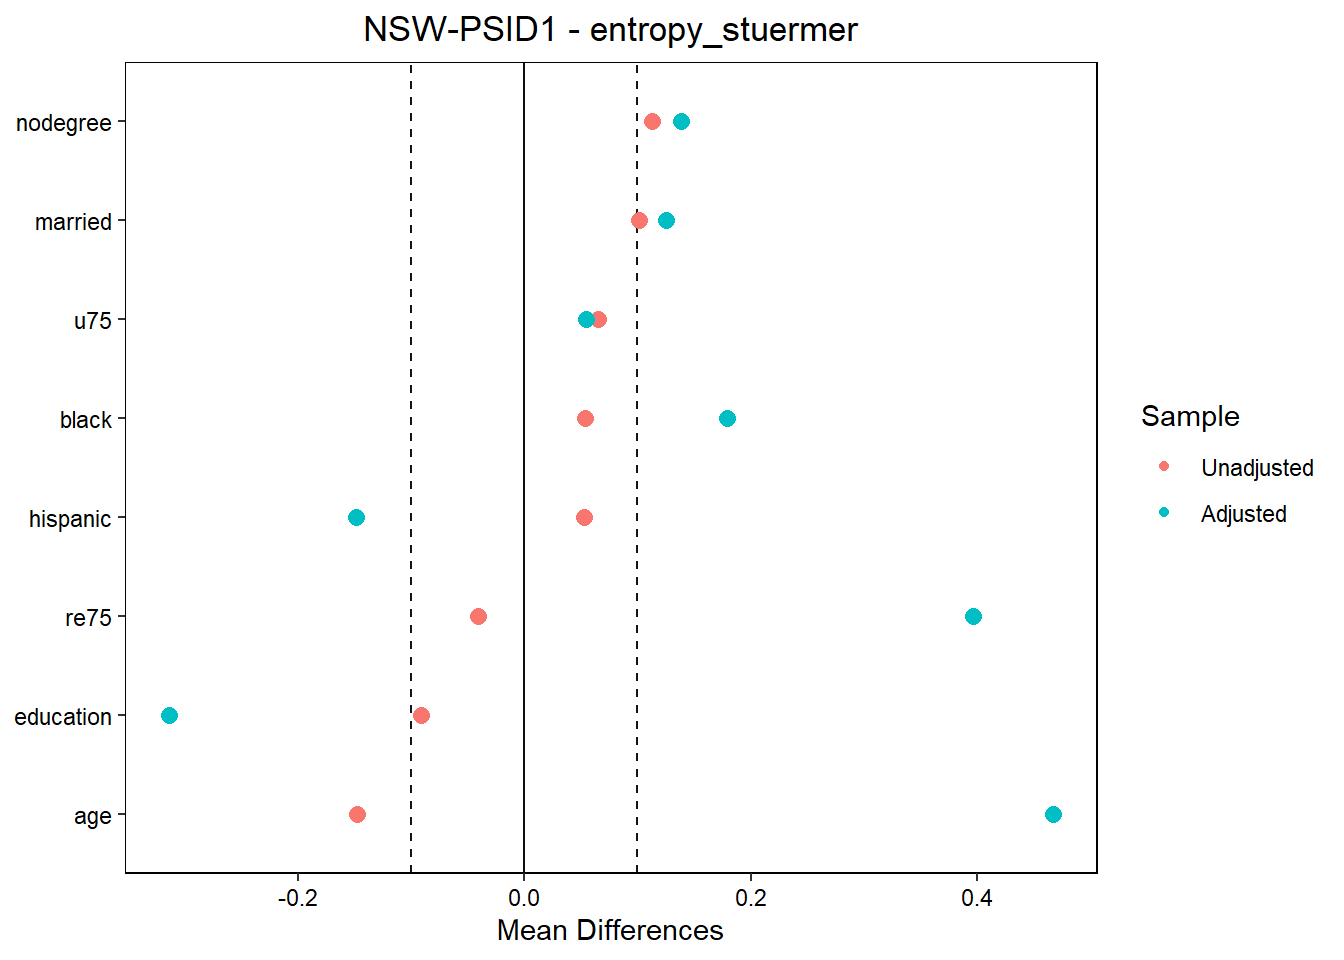 NSW-PSID1 - entropy_stuermer
nodegree
married
u75
black
hispanic
re75
education
age
-0.2 0.0 0.2 0.4
Mean Differences
Sample
Unadjusted
Adjusted